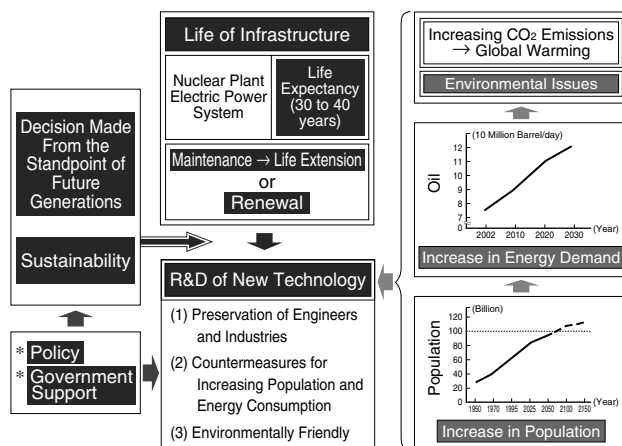 Life of Infrastructure
Nuclear Plant
Electric Power
System
Life
Expectancy
(30 to 40
years)
Maintenance → Life Extension
or
Renewal
Decision Made
From the
Standpoint of
Future
Generations
Sustainability
* Policy
* Government
Support
R&D of New Technology
(1) Preservation of Engineers
and Industries
(2) Countermeasures for
Increasing Population and
Energy Consumption
(3) Environmentally Friendly
Increasing CO₂ Emissions
→ Global Warming
Environmental Issues
(10 Million Barrel/day)
Oil
12
11
10
9
8
7
0
2002 2010 2020 2030 (Year)
Increase in Energy Demand
(Billion)
Population
120
100
80
60
40
20
0
1950 1970 1995 2025 2050 2100 2150
(Year)
Increase in Population